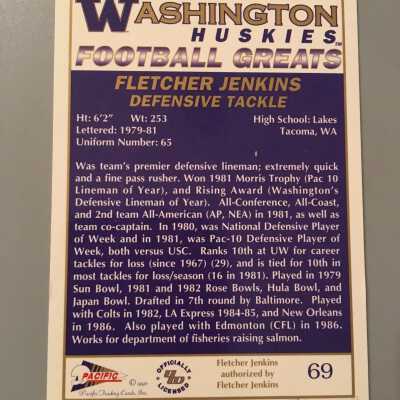 W WASHINGTON
HUSKIES™
FOOTBALL GREATS
FLETCHER JENKINS
DEFENSIVE TACKLE
Ht: 6'2" Wt: 253 High School: Lakes
Lettered: 1979-81 Tacoma, WA
Uniform Number: 65
Was team's premier defensive lineman; extremely quick
and a fine pass rusher. Won 1981 Morris Trophy (Pac 10
Lineman of Year), and Rising Award (Washington's
Defensive Lineman of Year). All-Conference, All-Coast,
and 2nd team All-American (AP, NEA) in 1981, as well as
team co-captain. In 1980, was National Defensive Player
of Week and in 1981, was Pac-10 Defensive Player of
Week, both versus USC. Ranks 10th at UW for career
tackles for loss (since 1967) (29), and is tied for 10th in
most tackles for loss/season (16 in 1981). Played in 1979
Sun Bowl, 1981 and 1982 Rose Bowls, Hula Bowl, and
Japan Bowl. Drafted in 7th round by Baltimore. Played
with Colts in 1982, LA Express 1984-85, and New Orleans
in 1986. Also played with Edmonton (CFL) in 1986.
Works for department of fisheries raising salmon.
PACIFIC
Pacific Trading Cards, Inc.
OFFICIALLY
LICENSED
Fletcher Jenkins
authorized by
Fletcher Jenkins
69